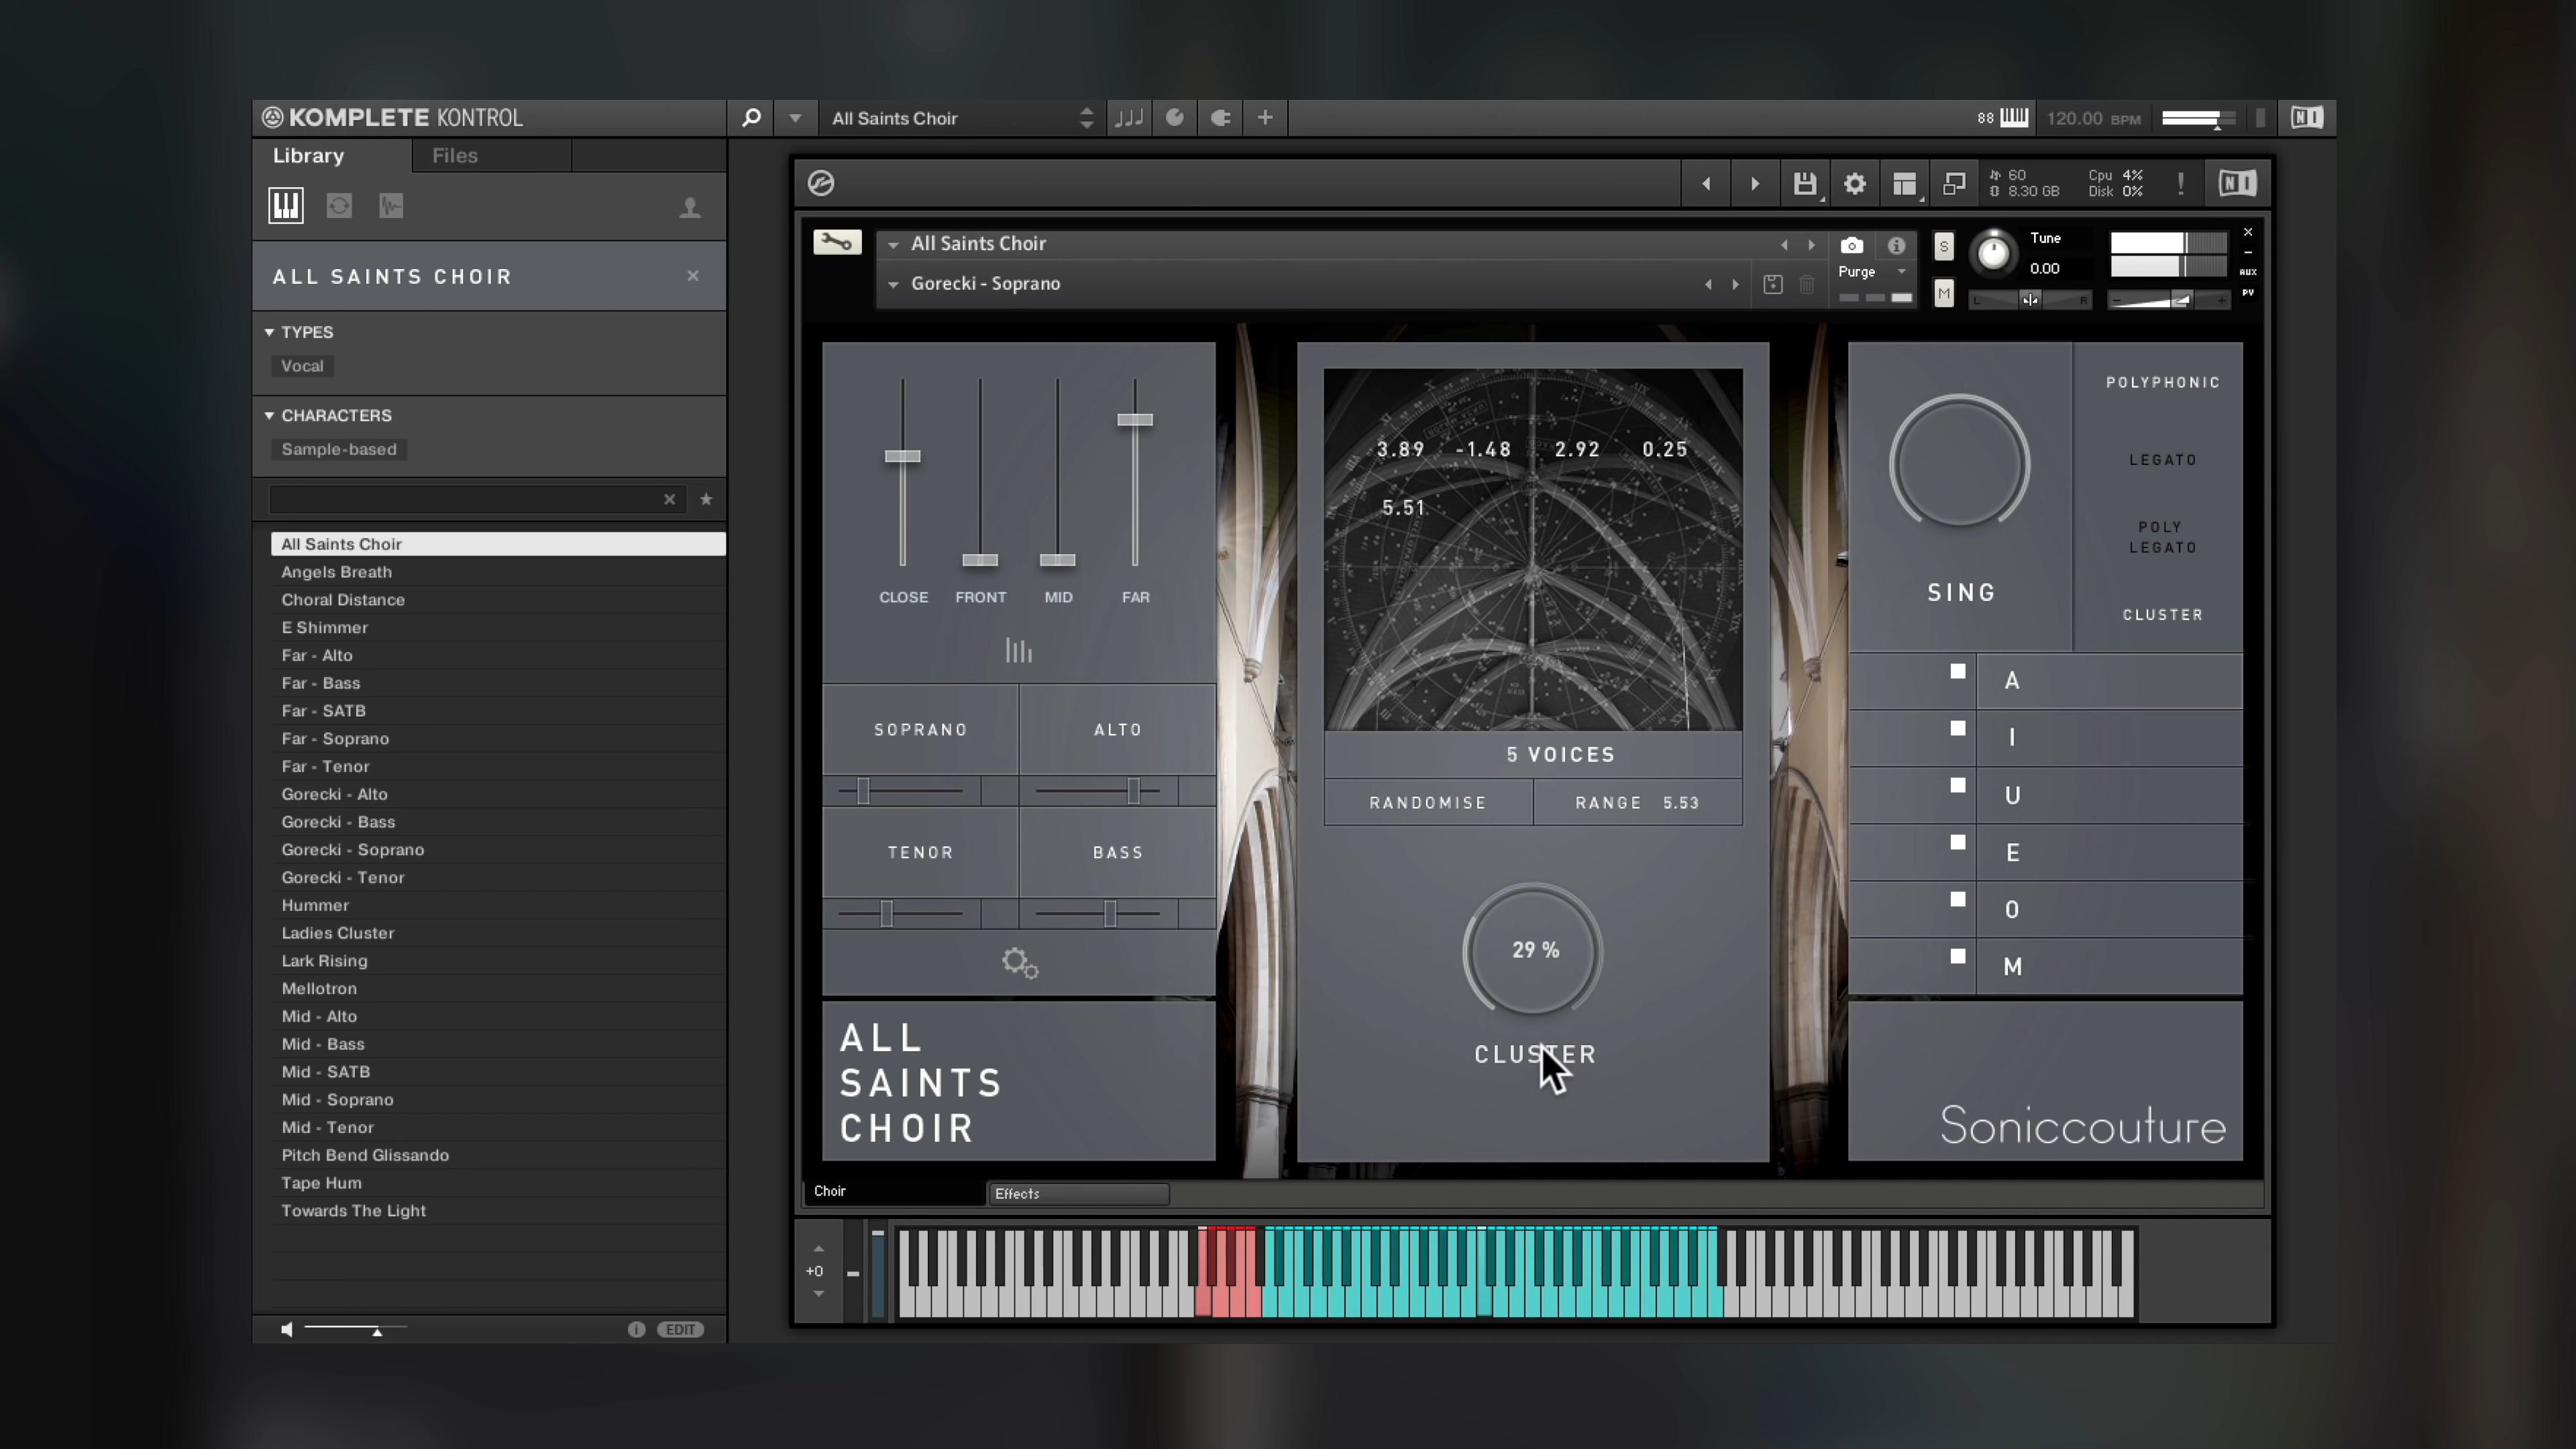 KOMPLETE KONTROL
All Saints Choir
88
120.00 BPM
Library
Files
ALL SAINTS CHOIR
TYPES
Vocal
CHARACTERS
Sample-based
All Saints Choir
Angels Breath
Choral Distance
E Shimmer
Far - Alto
Far - Bass
Far - SATB
Far - Soprano
Far - Tenor
Gorecki - Alto
Gorecki - Bass
Gorecki - Soprano
Gorecki - Tenor
Hummer
Ladies Cluster
Lark Rising
Mellotron
Mid - Alto
Mid - Bass
Mid - SATB
Mid - Soprano
Mid - Tenor
Pitch Bend Glissando
Tape Hum
Towards The Light
EDIT
60
8.30 GB
Cpu 4%
Disk 0%
NI
All Saints Choir
Gorecki - Soprano
Purge
S
M
Tune
0.00
L
R
AUX
PV
CLOSE
FRONT
MID
FAR
SOPRANO
ALTO
TENOR
BASS
ALL
SAINTS
CHOIR
3.89 -1.48 2.92 0.25
5.51
5 VOICES
RANDOMISE
RANGE 5.53
29 %
CLUSTER
SING
POLYPHONIC
LEGATO
POLY
LEGATO
CLUSTER
A
I
U
E
O
M
Soniccouture
Choir
Effects
+0